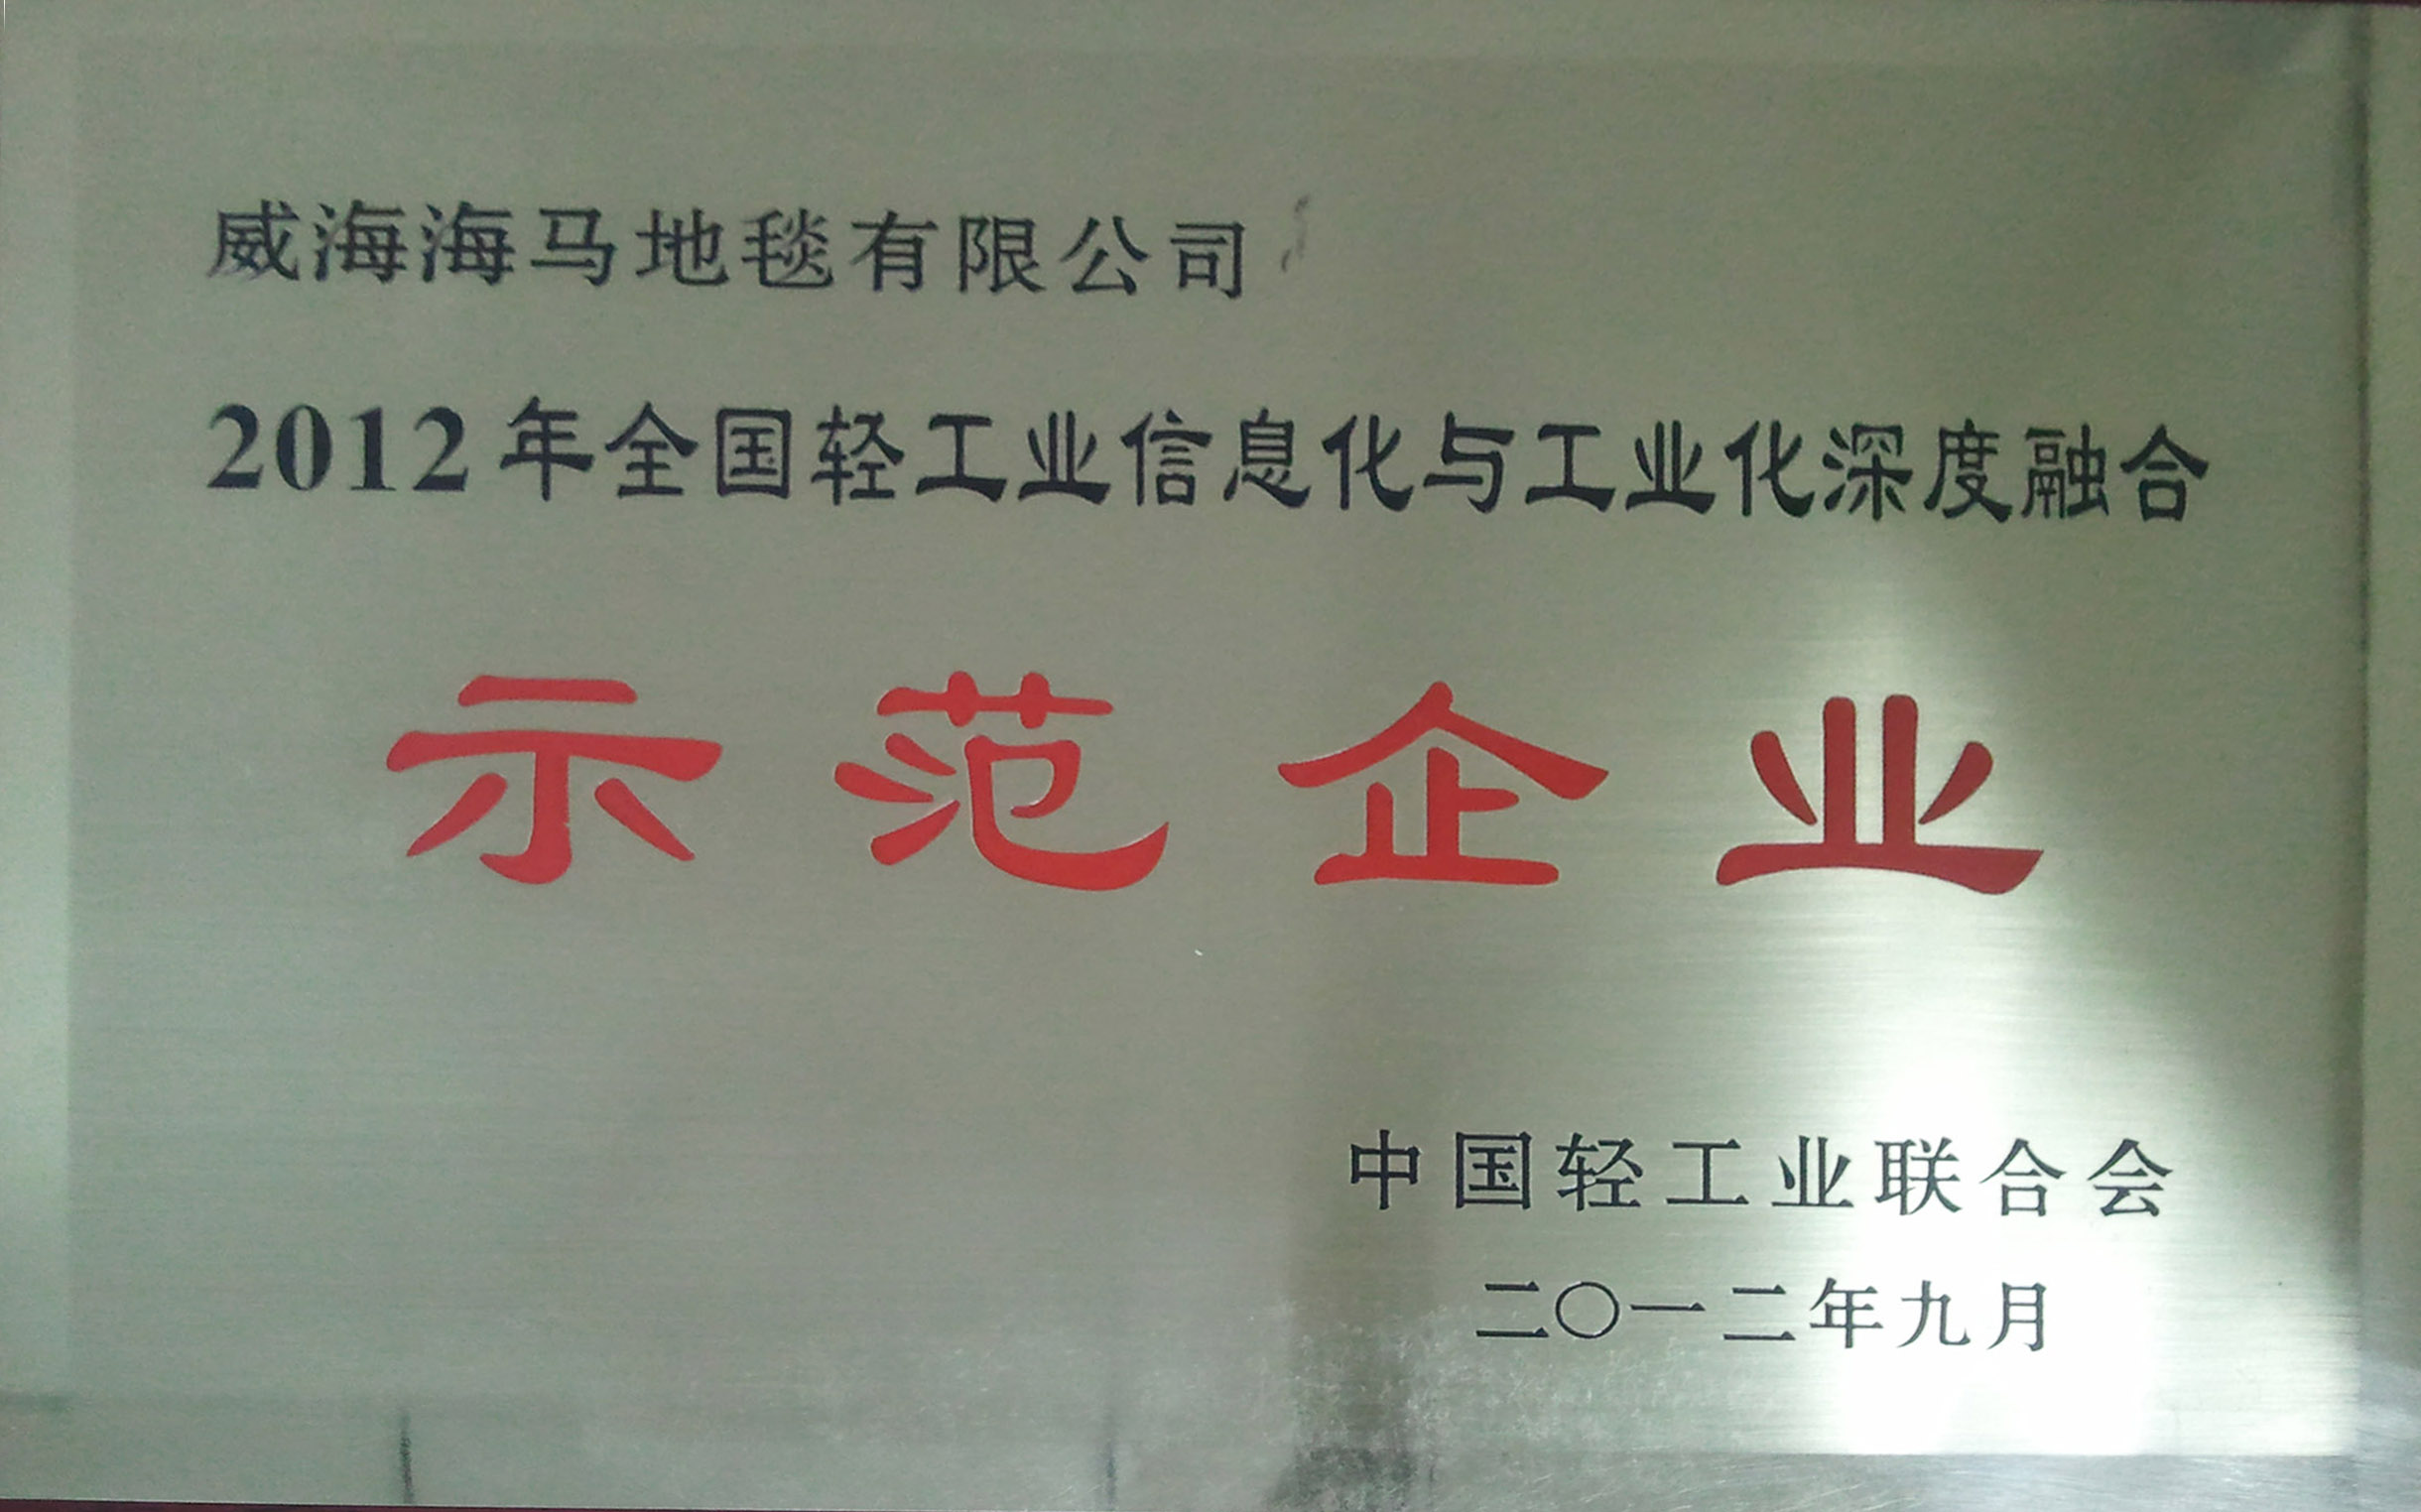 威海海马地毯有限公司
2012年全国轻工业信息化与工业化深度融合
示范企业
中国轻工业联合会
二〇一二年九月